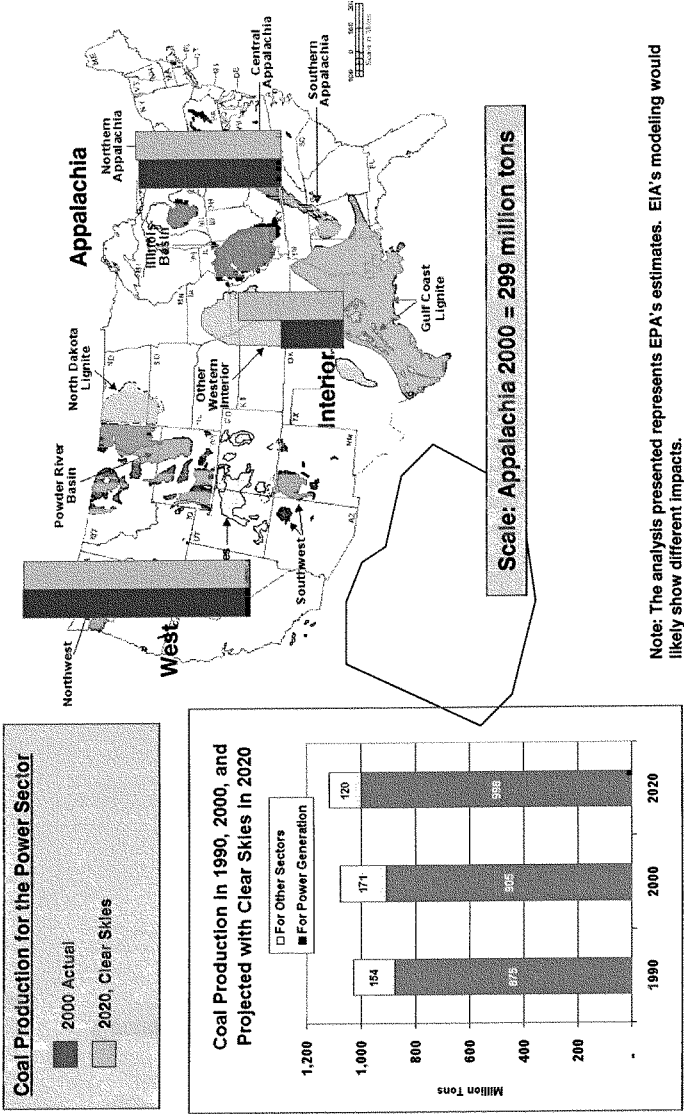 Coal Production for the Power Sector
2000 Actual
2020, Clear Skies
Coal Production in 1990, 2000, and
Projected with Clear Skies in 2020
For Other Sectors
For Power Generation
Million Tons
1,200
1,000
800
600
400
200
-
154
875
1990
171
905
2000
120
998
2020
Northwest
West
Powder River
Basin
North Dakota
Lignite
Southwest
Other
Western
Interior
Interior
Illinois
Basin
Appalachia
Northern
Appalachia
Central
Appalachia
Southern
Appalachia
Gulf Coast
Lignite
Scale: Appalachia 2000 = 299 million tons
Note: The analysis presented represents EPA's estimates. EIA's modeling would
likely show different impacts.